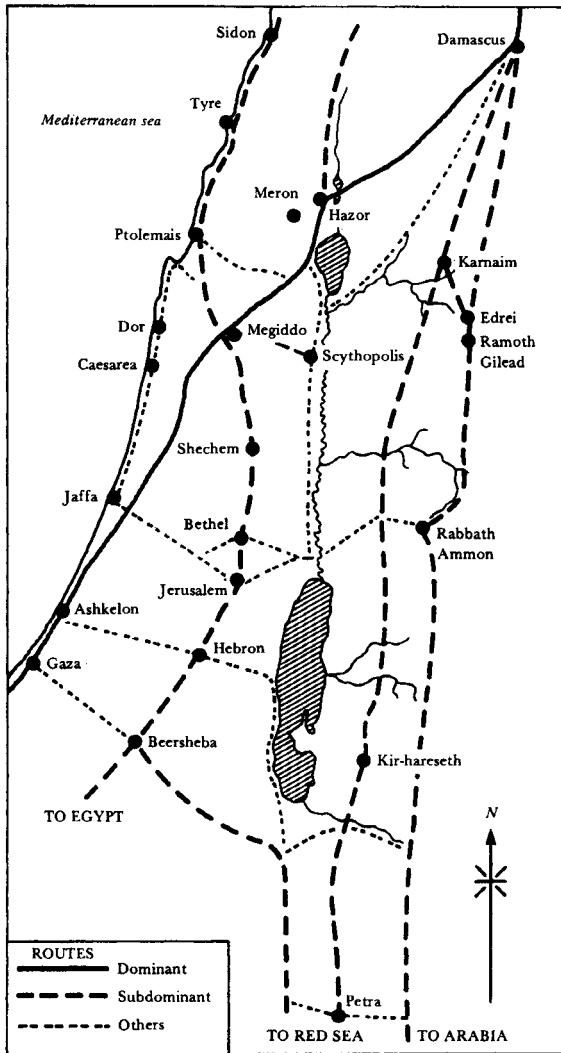 Sidon
Damascus
Tyre
Mediterranean sea
Meron
Hazor
Ptolemais
Karnaim
Dor
Megiddo
Edrei
Ramoth
Gilead
Caesarea
Scythopolis
Shechem
Jaffa
Bethel
Rabbath
Ammon
Jerusalem
Ashkelon
Hebron
Gaza
Beersheba
Kir-hareseth
TO EGYPT
N
ROUTES
Dominant
Subdominant
Others
Petra
TO RED SEA
TO ARABIA